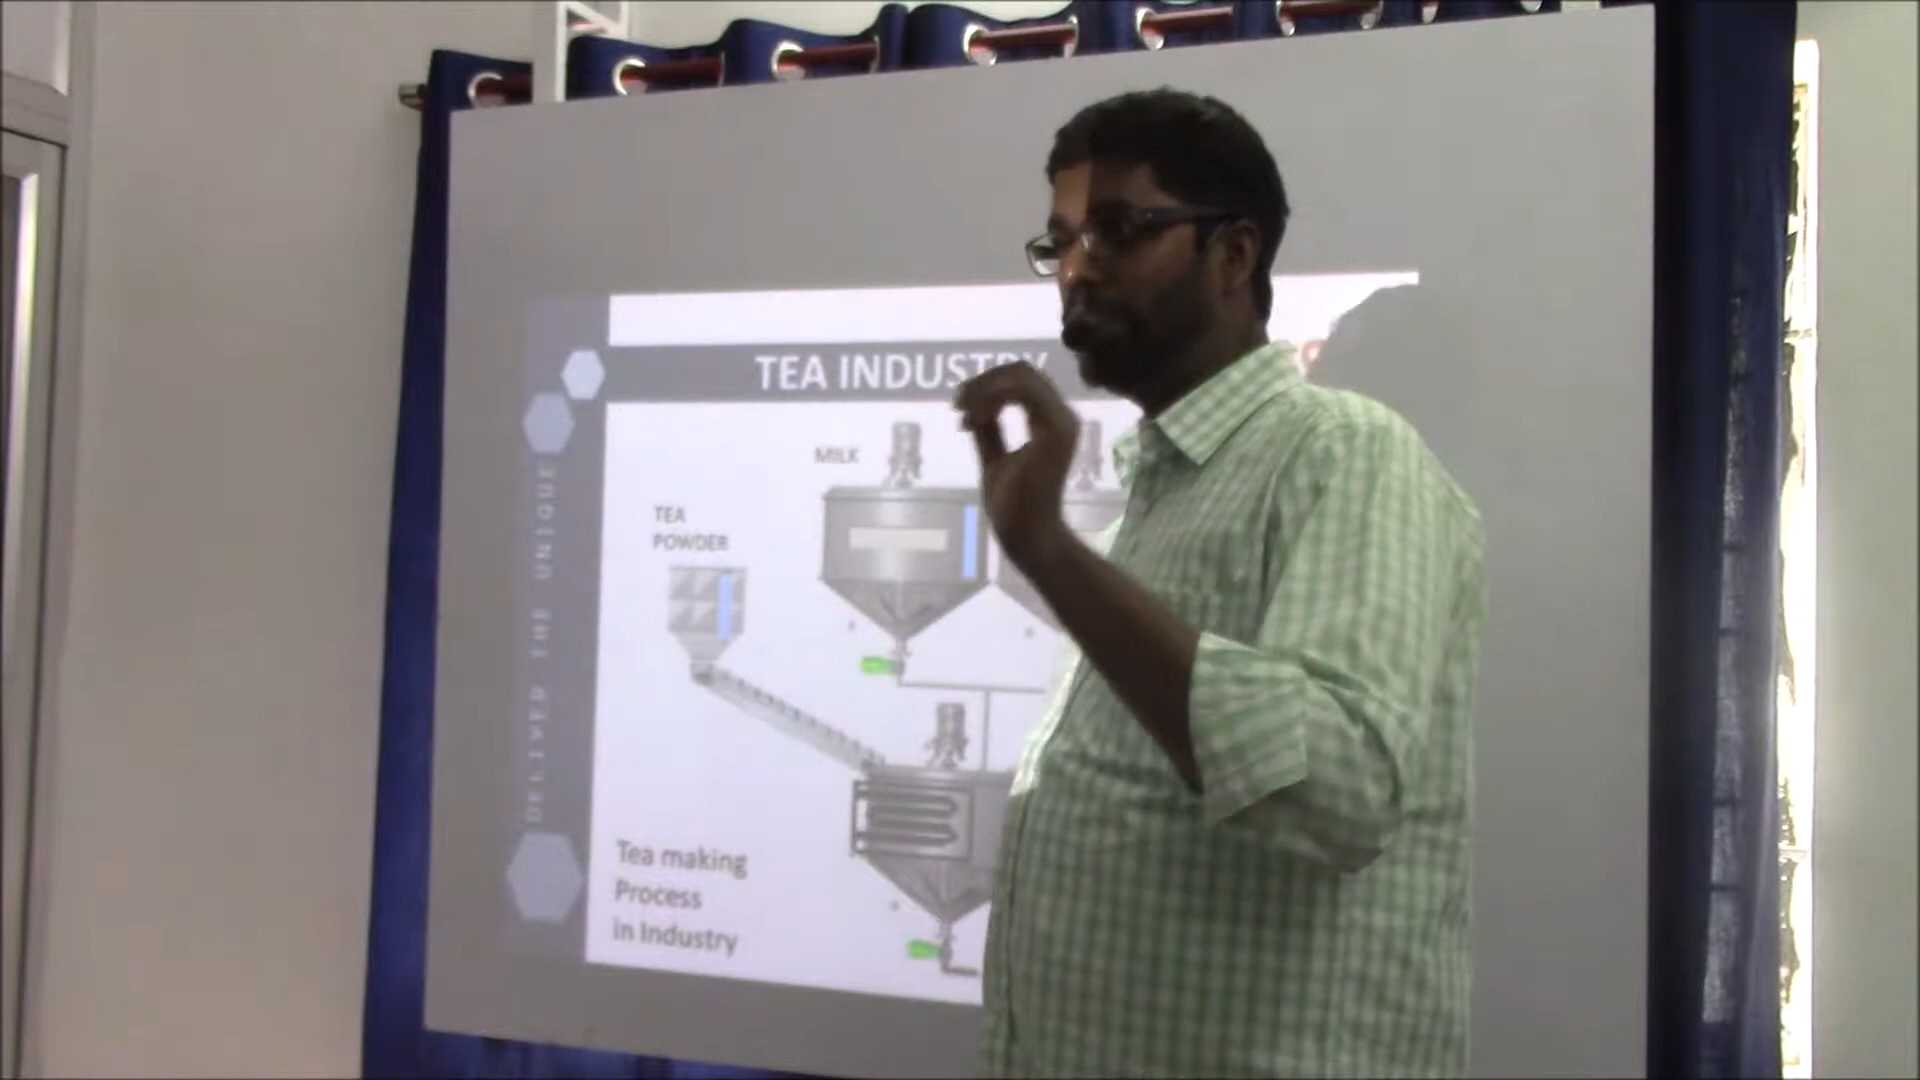 TEA INDUSTRY
MILK
TEA
POWDER
Tea making
Process
in Industry
DELIVER THE UNIQUE